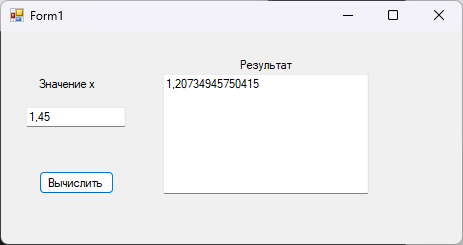 Form1
Значение x
1,45
Вычислить
Результат
1,20734945750415